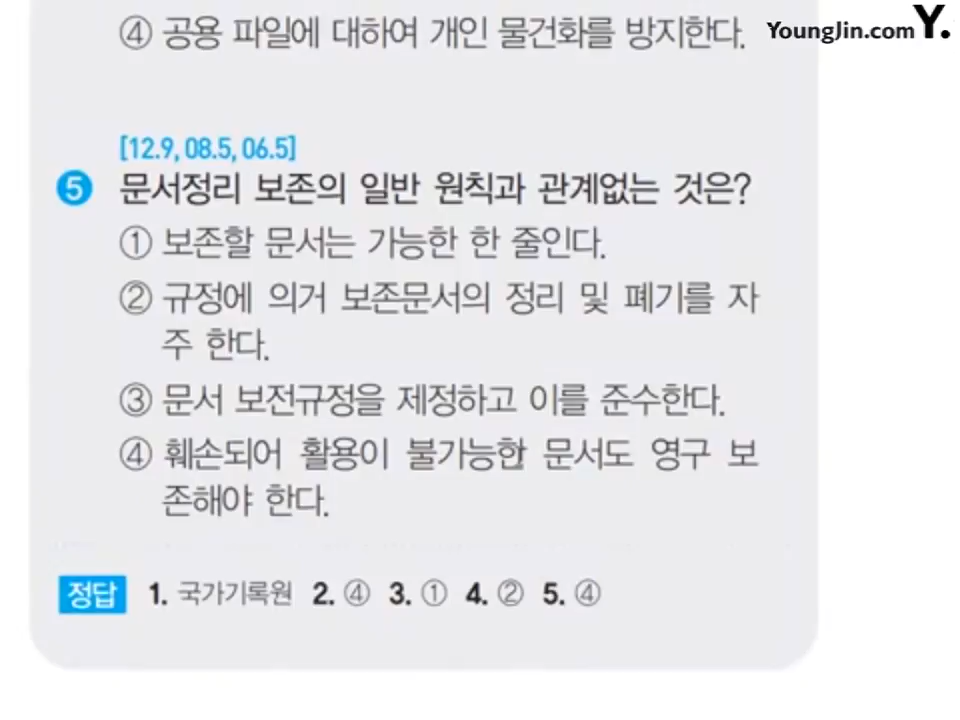 ④ 공용 파일에 대하여 개인 물건화를 방지한다.
YoungJin.com Y.
[12.9, 08.5, 06.5]
5 문서정리 보존의 일반 원칙과 관계없는 것은?
① 보존할 문서는 가능한 한 줄인다.
② 규정에 의거 보존문서의 정리 및 폐기를 자
주 한다.
③ 문서 보전규정을 제정하고 이를 준수한다.
④ 훼손되어 활용이 불가능한 문서도 영구 보
존해야 한다.
정답 1. 국가기록원 2. ④ 3. ① 4. ② 5. ④